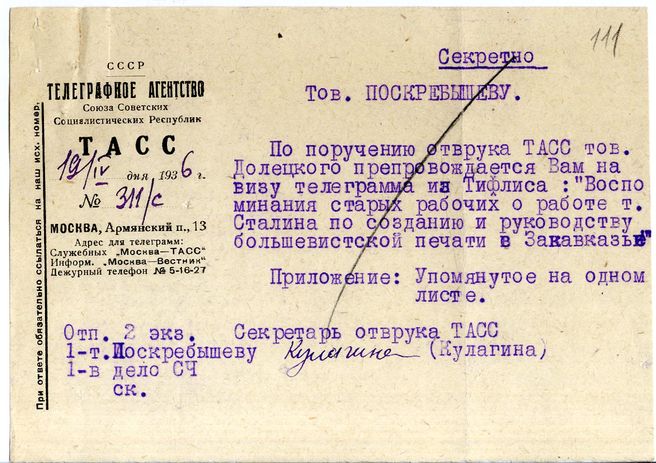 111
Секретно
СССР
ТЕЛЕГРАФНОЕ АГЕНТСТВО
Союза Советских
Социалистических Республик
ТАСС
19/IV дня 1936 г.
№ 311/с
МОСКВА, Армянский п., 13
Адрес для телеграмм:
Служебных „Москва—ТАСС"
Информ. „Москва—Вестник"
Дежурный телефон № 5-16-27
При ответе обязательно ссылаться на наш исх. номер.
Тов. ПОСКРЕБЫШЕВУ.
По поручению отврука ТАСС тов.
Долецкого препровождается Вам на
визу телеграмма из Тифлиса :"Воспо
минания старых рабочих о работе т.
Сталина по созданию и руководству
большевистской печати в Закавказье"
Приложение: Упомянутое на одном
листе.
Отп. 2 экз. Секретарь отврука ТАСС
1-т.Поскребышеву Кулагина (Кулагина)
1-в дело СЧ
ск.